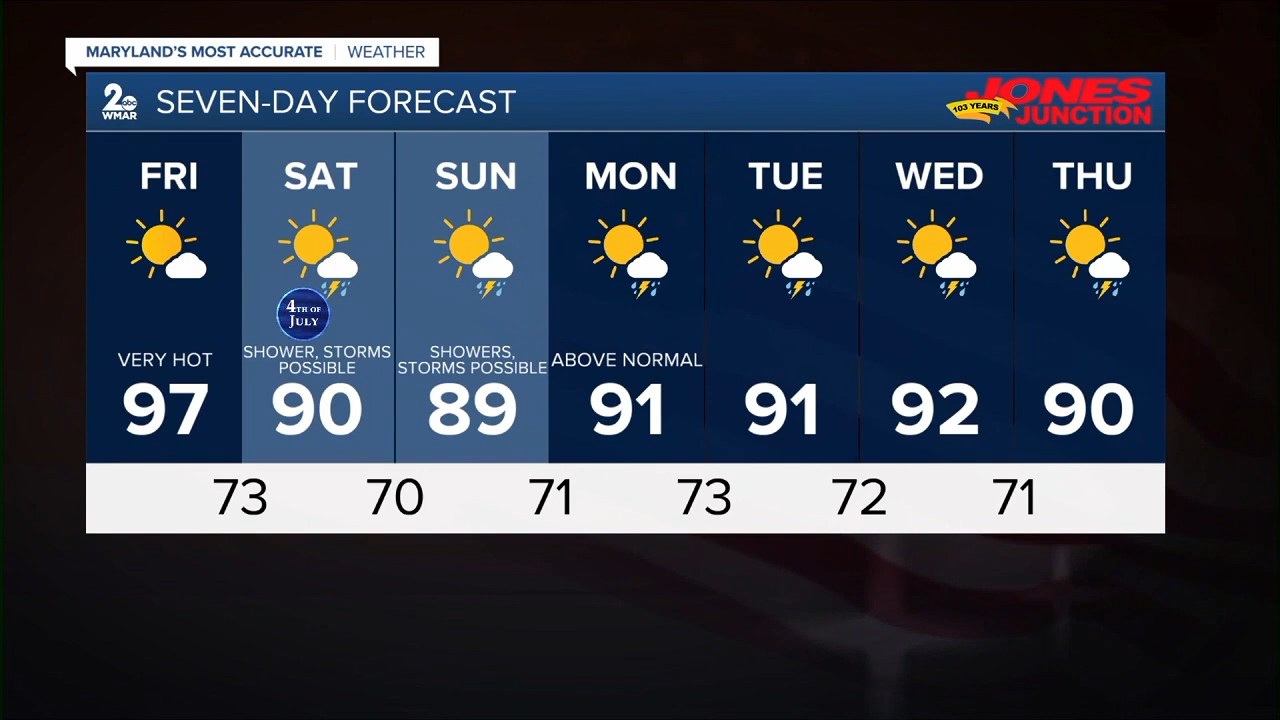 MARYLAND'S MOST ACCURATE | WEATHER
2 abc
WMAR
SEVEN-DAY FORECAST
103 YEARS
JONES
JUNCTION
FRI
SAT
SUN
MON
TUE
WED
THU
4TH OF
JULY
VERY HOT
SHOWER, STORMS
POSSIBLE
SHOWERS,
STORMS POSSIBLE
ABOVE NORMAL
97
90
89
91
91
92
90
73
70
71
73
72
71